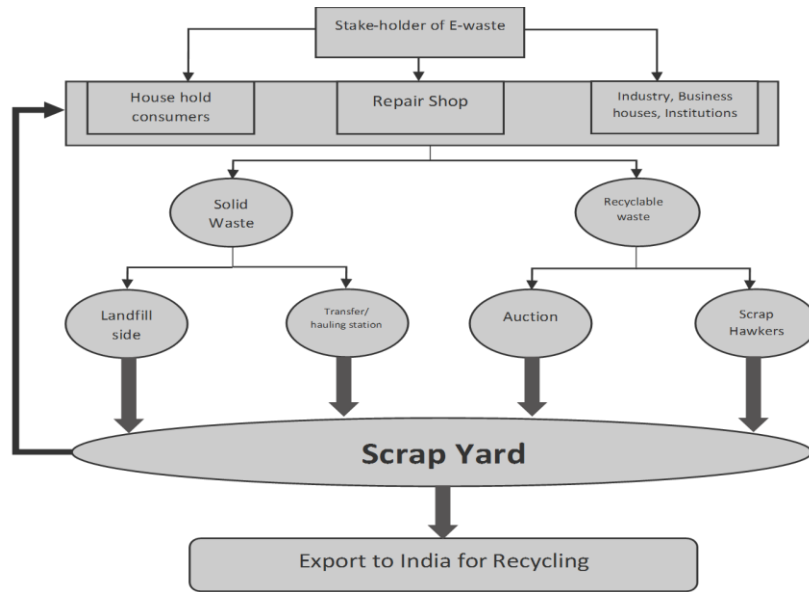 Stake-holder of E-waste
House hold
consumers
Repair Shop
Industry, Business
houses, Institutions
Solid
Waste
Recyclable
waste
Landfill
side
Transfer/
hauling station
Auction
Scrap
Hawkers
Scrap Yard
Export to India for Recycling